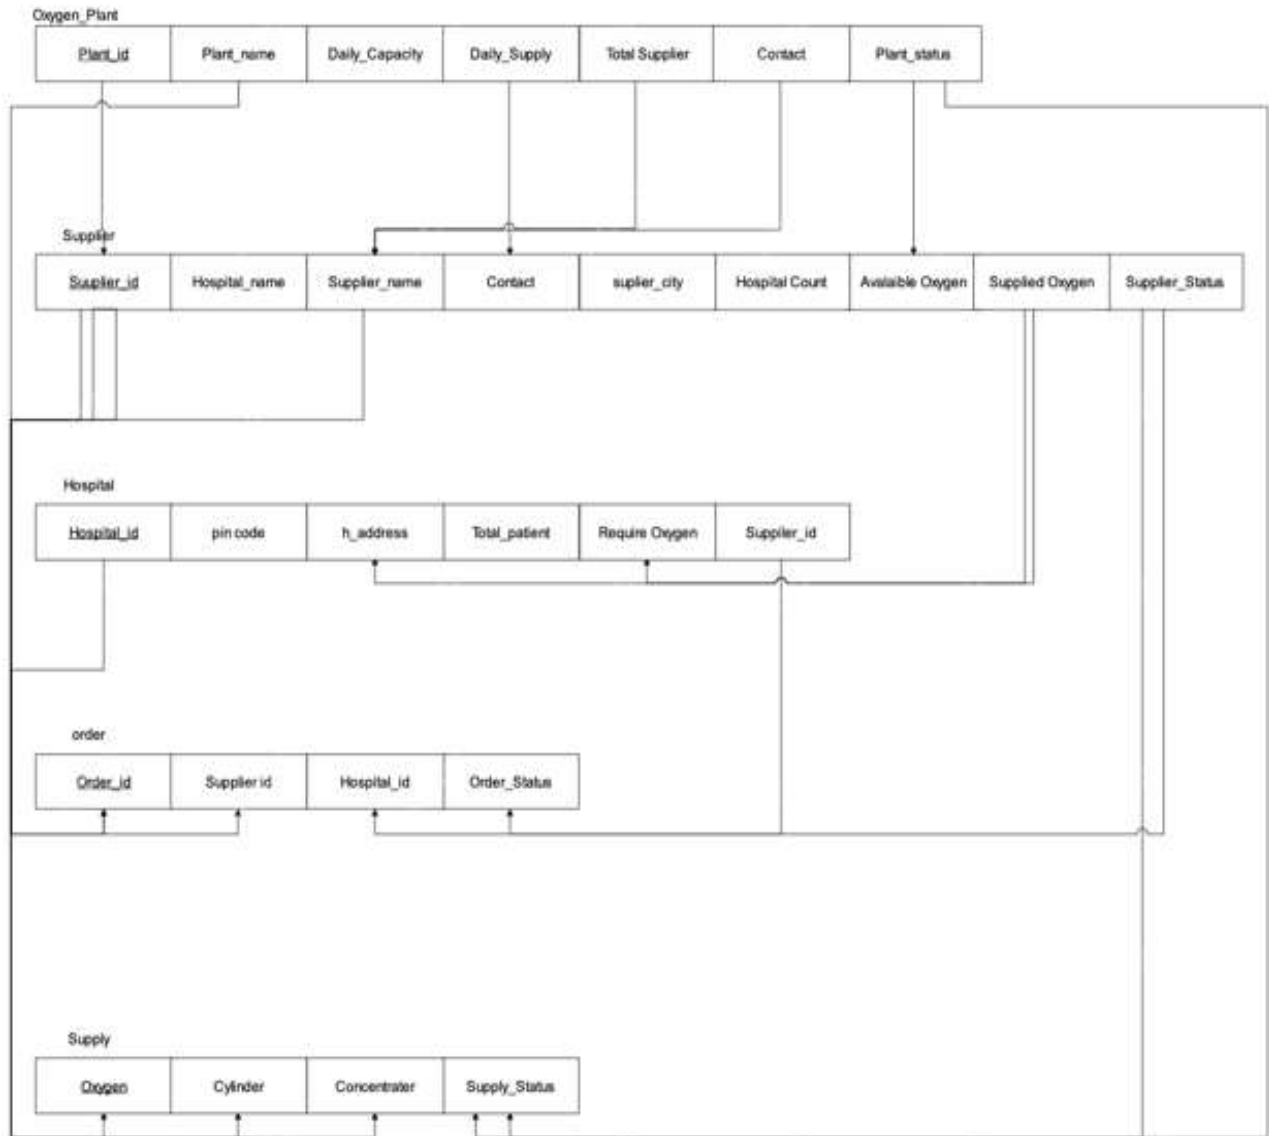 Oxygen_Plant
Plant_id Plant_name Daily_Capacity Daily_Supply Total Supplier Contact Plant_status
Supplier
Suuplier_id Hospital_name Supplier_name Contact suplier_city Hospital Count Avalaible Oxygen Supplied Oxygen Supplier_Status
Hospital
Hospital_id pin code h_address Total_patient Require Oxygen Suppiler_id
order
Order_id Supplier id Hospital_id Order_Status
Supply
Oxygen Cylinder Concentrater Supply_Status